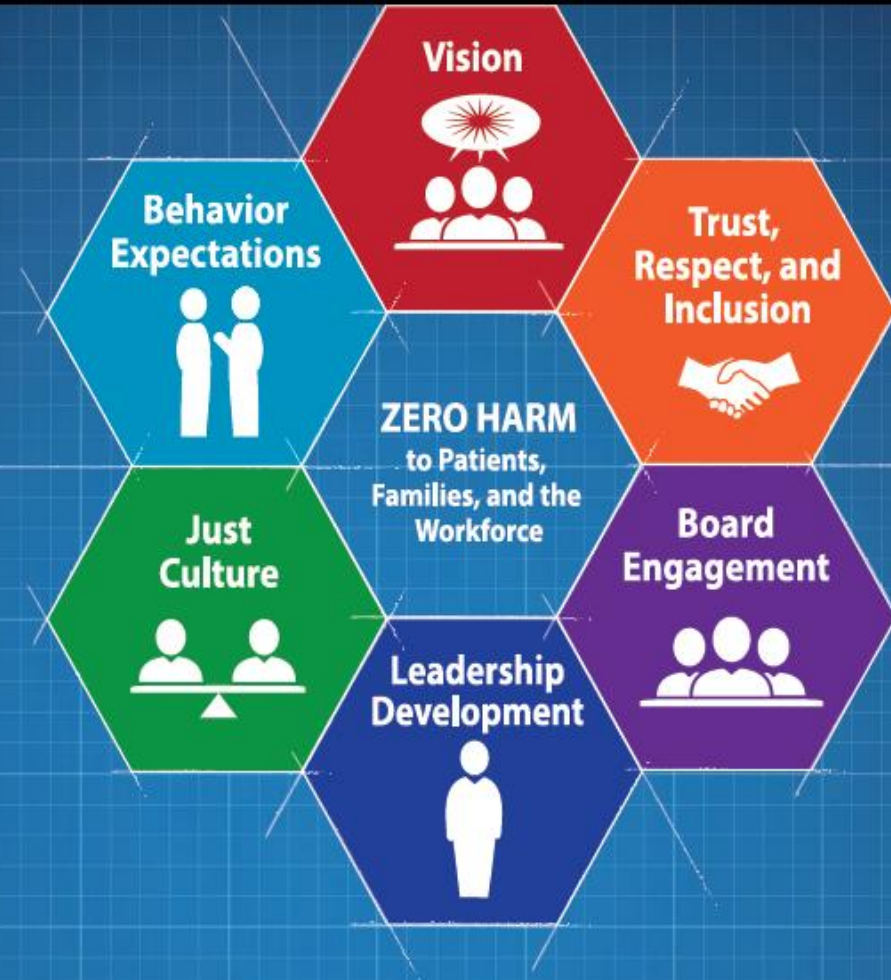 Vision
Trust,
Respect, and
Inclusion
Board
Engagement
Leadership
Development
Just
Culture
Behavior
Expectations
ZERO HARM
to Patients,
Families, and the
Workforce